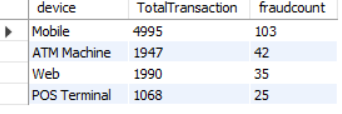 device TotalTransaction fraudcount
Mobile 4995 103
ATM Machine 1947 42
Web 1990 35
POS Terminal 1068 25